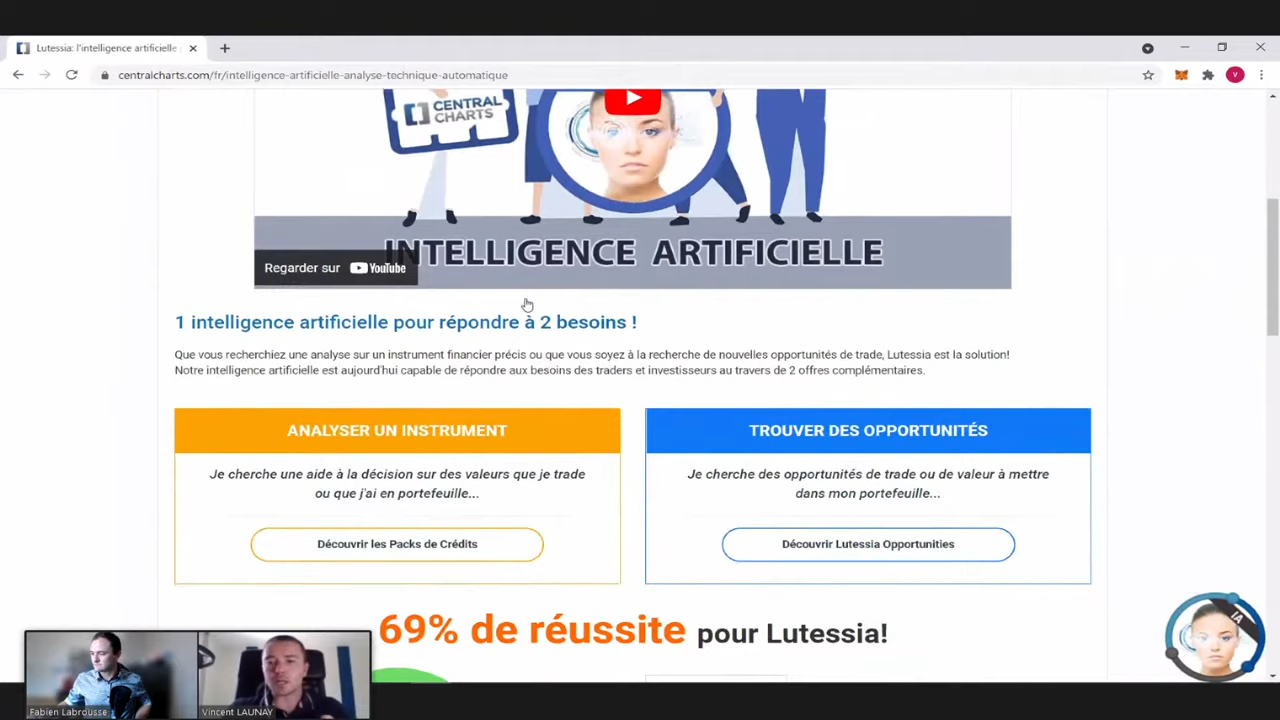 Lutessia: l'intelligence artificielle
centralcharts.com/fr/intelligence-artificielle-analyse-technique-automatique
V
CENTRAL
CHARTS
INTELLIGENCE ARTIFICIELLE
Regarder sur YouTube
1 intelligence artificielle pour répondre à 2 besoins !
Que vous recherchiez une analyse sur un instrument financier précis ou que vous soyez à la recherche de nouvelles opportunités de trade, Lutessia est la solution!
Notre intelligence artificielle est aujourd'hui capable de répondre aux besoins des traders et investisseurs au travers de 2 offres complémentaires.
ANALYSER UN INSTRUMENT
Je cherche une aide à la décision sur des valeurs que je trade
ou que j'ai en portefeuille...
Découvrir les Packs de Crédits
TROUVER DES OPPORTUNITÉS
Je cherche des opportunités de trade ou de valeur à mettre
dans mon portefeuille...
Découvrir Lutessia Opportunities
69% de réussite pour Lutessia!
IA
Fabien Labrousse
Vincent LAUNAY